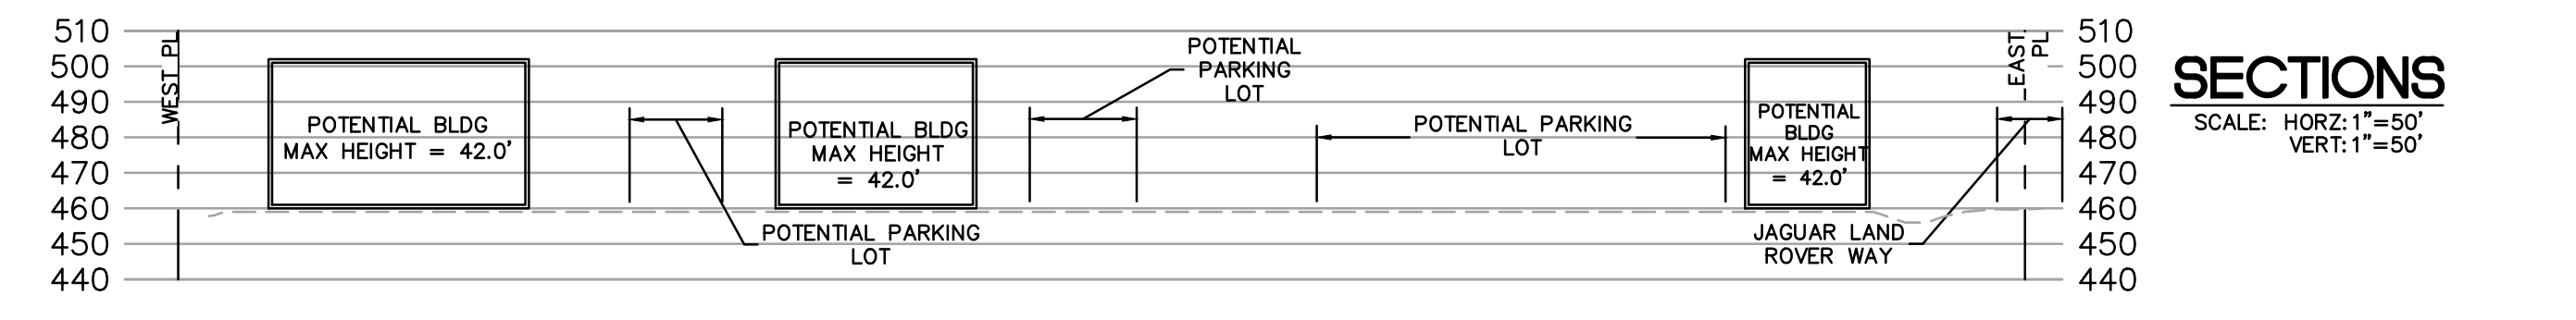 510
500
490
480
470
460
450
440
WEST PL
POTENTIAL BLDG
MAX HEIGHT = 42.0'
POTENTIAL PARKING
LOT
POTENTIAL BLDG
MAX HEIGHT
= 42.0'
POTENTIAL
PARKING
LOT
POTENTIAL PARKING
LOT
POTENTIAL
BLDG
MAX HEIGHT
= 42.0'
JAGUAR LAND
ROVER WAY
EAST
PL
510
500
490
480
470
460
450
440
SECTIONS
SCALE: HORZ: 1"=50'
VERT: 1"=50'